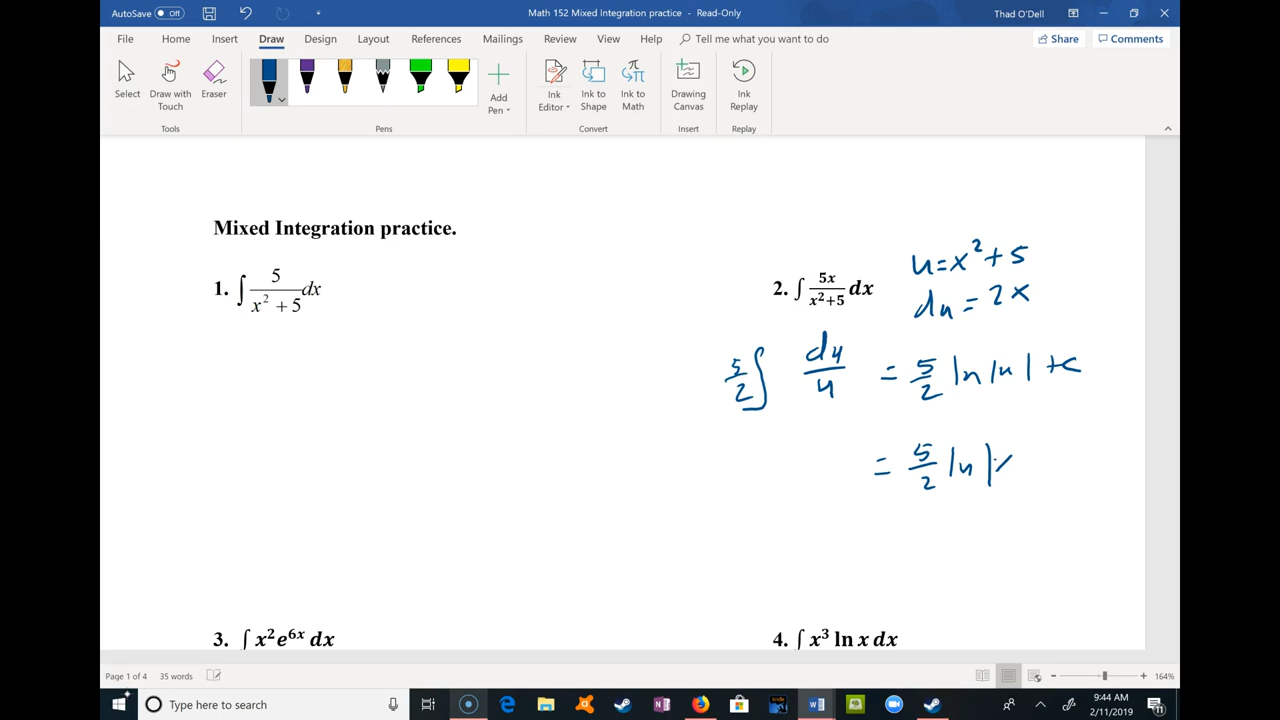 AutoSave Off Math 152 Mixed Integration practice - Read-Only Thad O'Dell
File Home Insert Draw Design Layout References Mailings Review View Help Tell me what you want to do Share Comments
Select Draw with Touch Eraser Add Pen Ink Editor Ink to Shape Ink to Math Drawing Canvas Ink Replay
Tools Pens Convert Insert Replay
Mixed Integration practice.
1. ∫ 5/(x² + 5) dx
2. ∫ 5x/(x²+5) dx
u = x² + 5
du = 2x
5/2 ∫ du/u = 5/2 ln |u| + c
= 5/2 ln |x
3. ∫ x²e⁶ˣ dx
4. ∫ x³ ln x dx
Page 1 of 4 35 words 164%
Type here to search 9:44 AM
2/11/2019 11